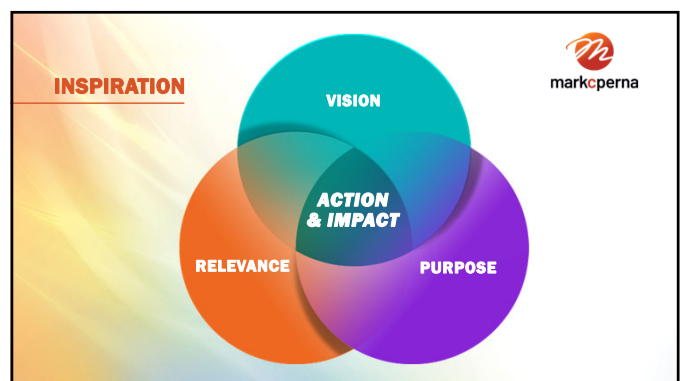 INSPIRATION
markcperna
VISION
ACTION
& IMPACT
RELEVANCE
PURPOSE